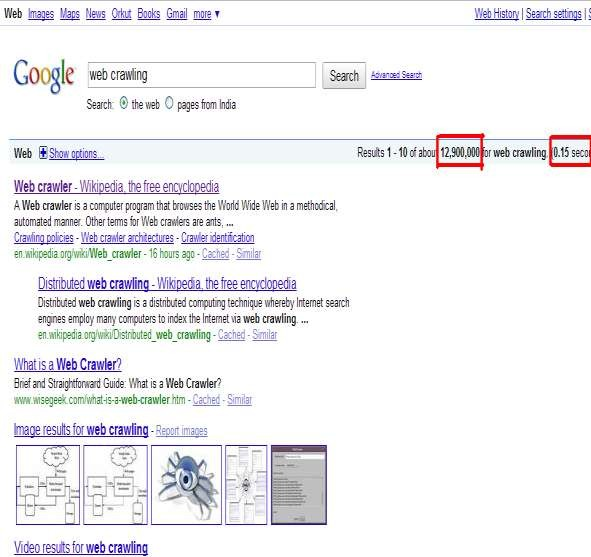 Web Images Maps News Orkut Books Gmail more ▼ Web History | Search settings |
Google web crawling Search Advanced Search
Search: the web pages from India
Web Show options... Results 1 - 10 of about 12,900,000 for web crawling. (0.15 seco
Web crawler - Wikipedia, the free encyclopedia
A Web crawler is a computer program that browses the World Wide Web in a methodical,
automated manner. Other terms for Web crawlers are ants, ...
Crawling policies - Web crawler architectures - Crawler identification
en.wikipedia.org/wiki/Web_crawler - 16 hours ago - Cached - Similar
Distributed web crawling - Wikipedia, the free encyclopedia
Distributed web crawling is a distributed computing technique whereby Internet search
engines employ many computers to index the Internet via web crawling. ...
en.wikipedia.org/wiki/Distributed_web_crawling - Cached - Similar
What is a Web Crawler?
Brief and Straightforward Guide: What is a Web Crawler?
www.wisegeek.com/what-is-a-web-crawler.htm - Cached - Similar
Image results for web crawling - Report images
Video results for web crawling